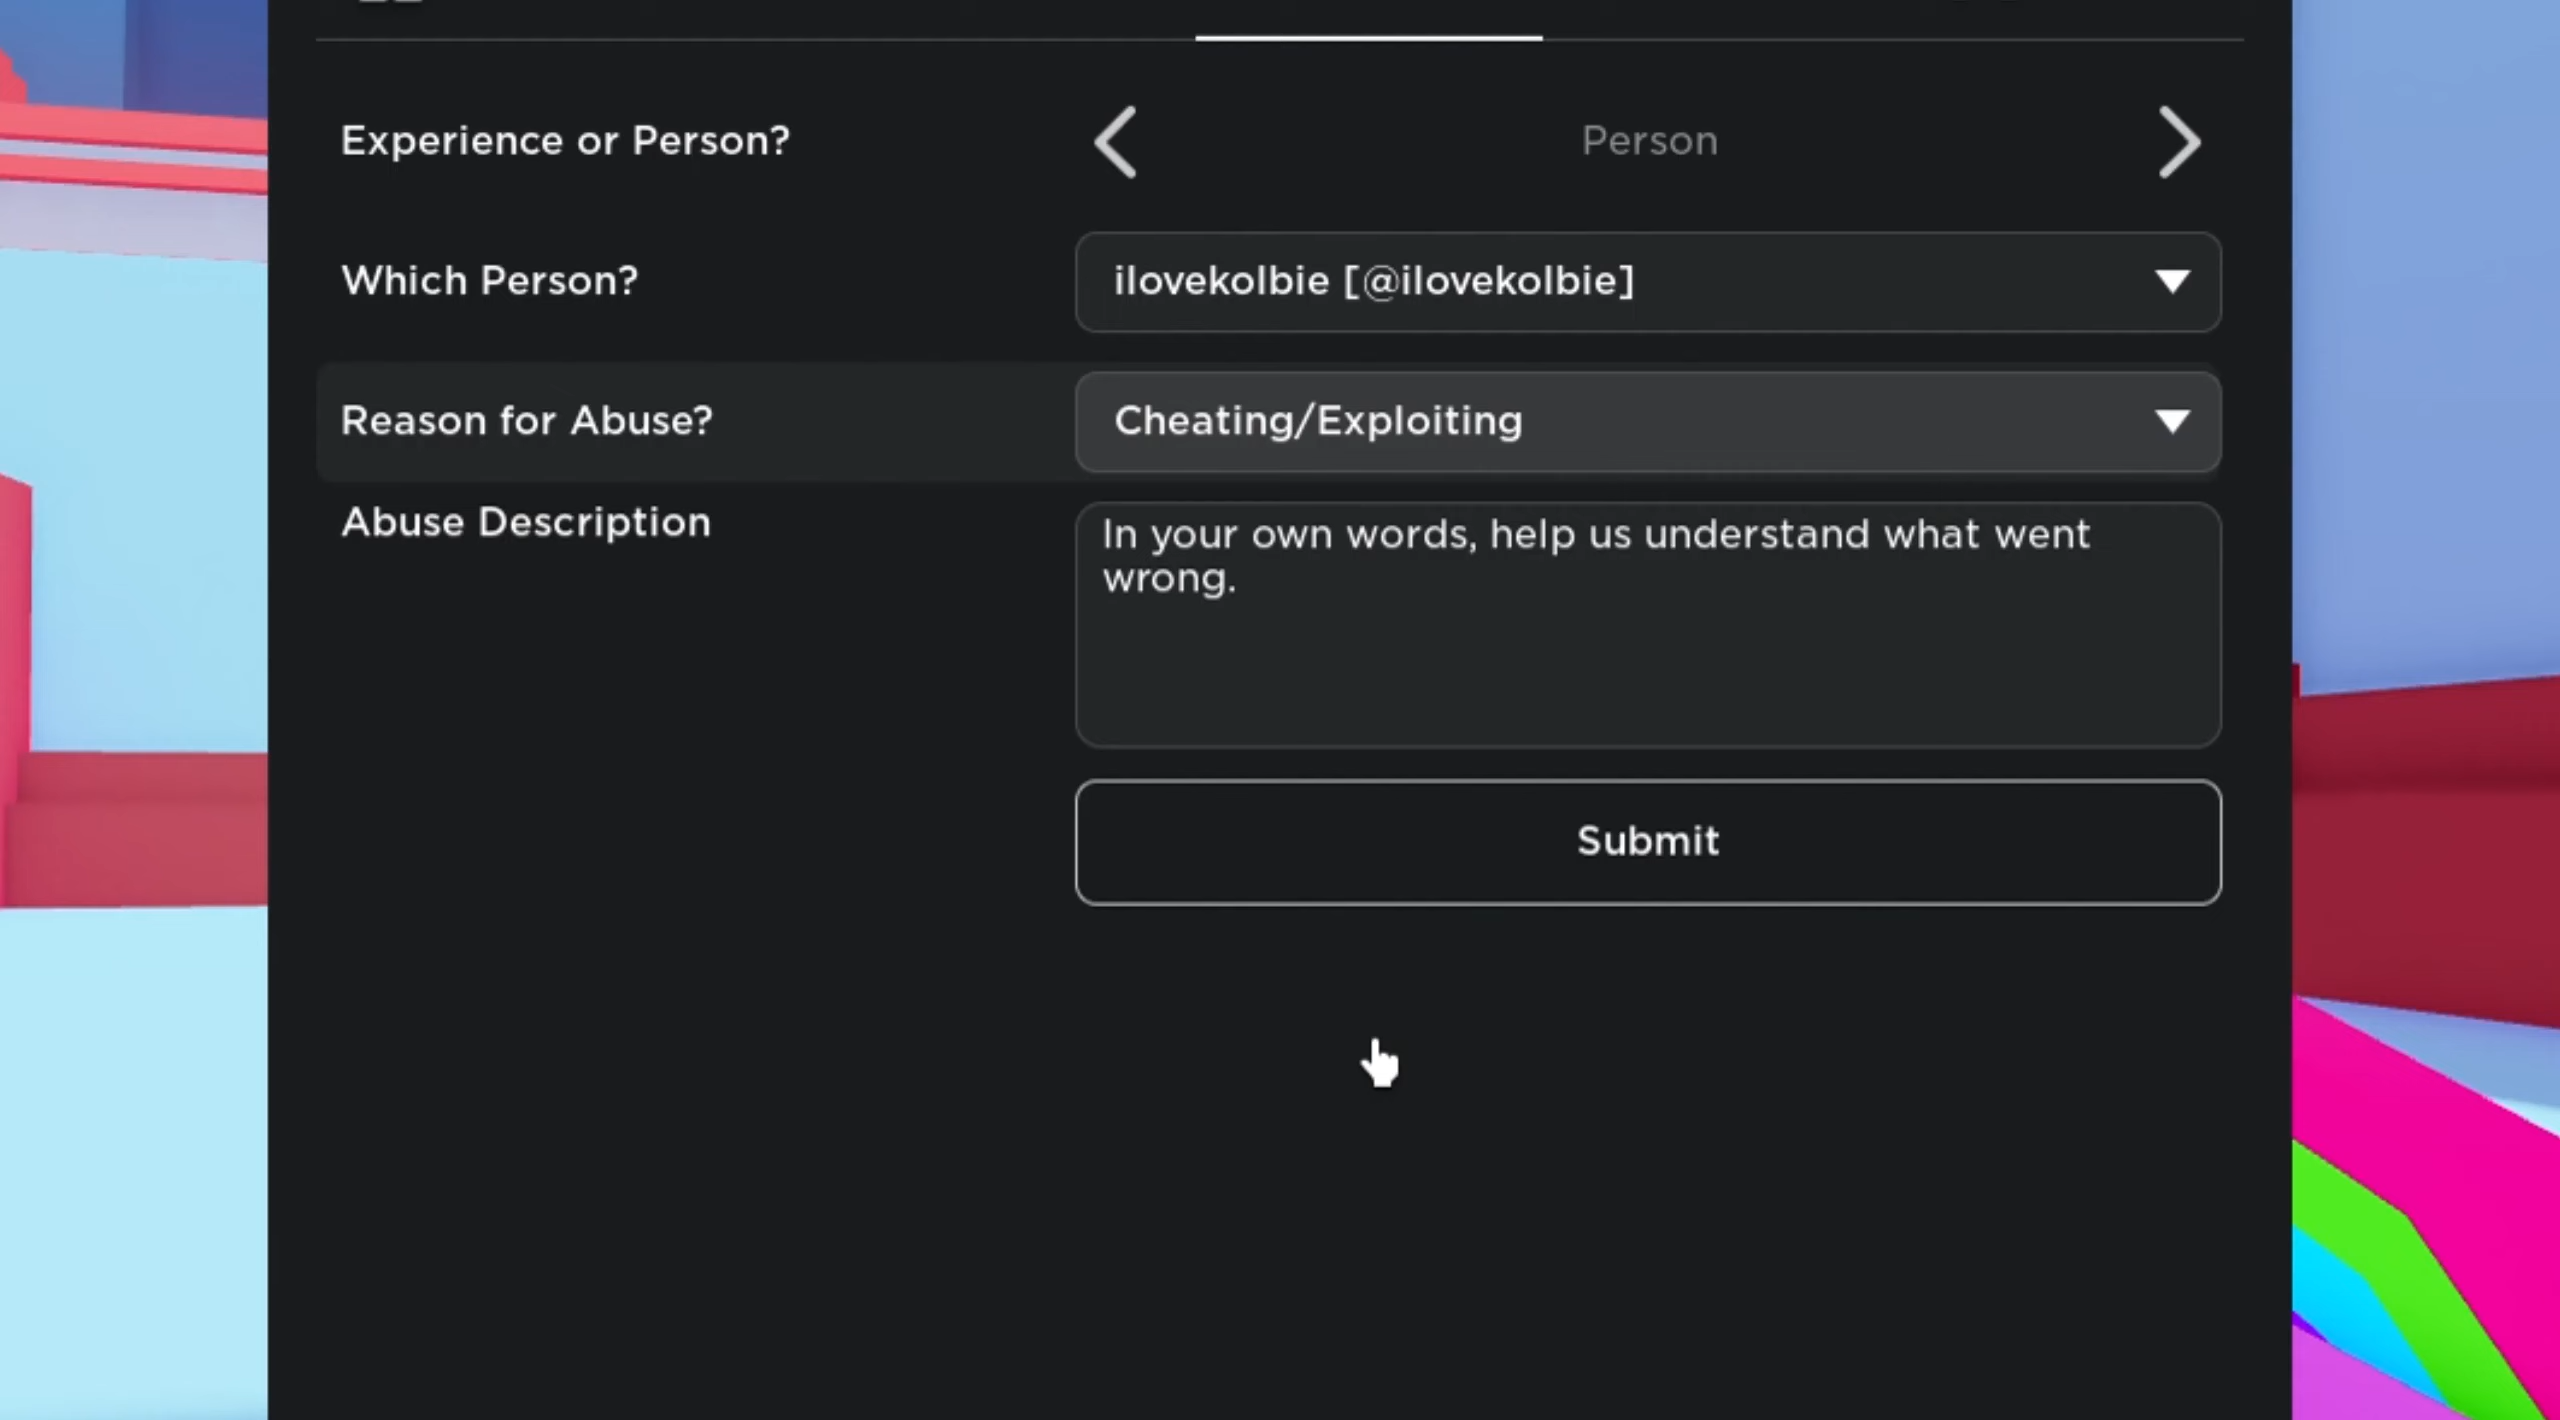 Experience or Person?
Person
Which Person?
ilovekolbie [@ilovekolbie]
Reason for Abuse?
Cheating/Exploiting
Abuse Description
In your own words, help us understand what went
wrong.
Submit